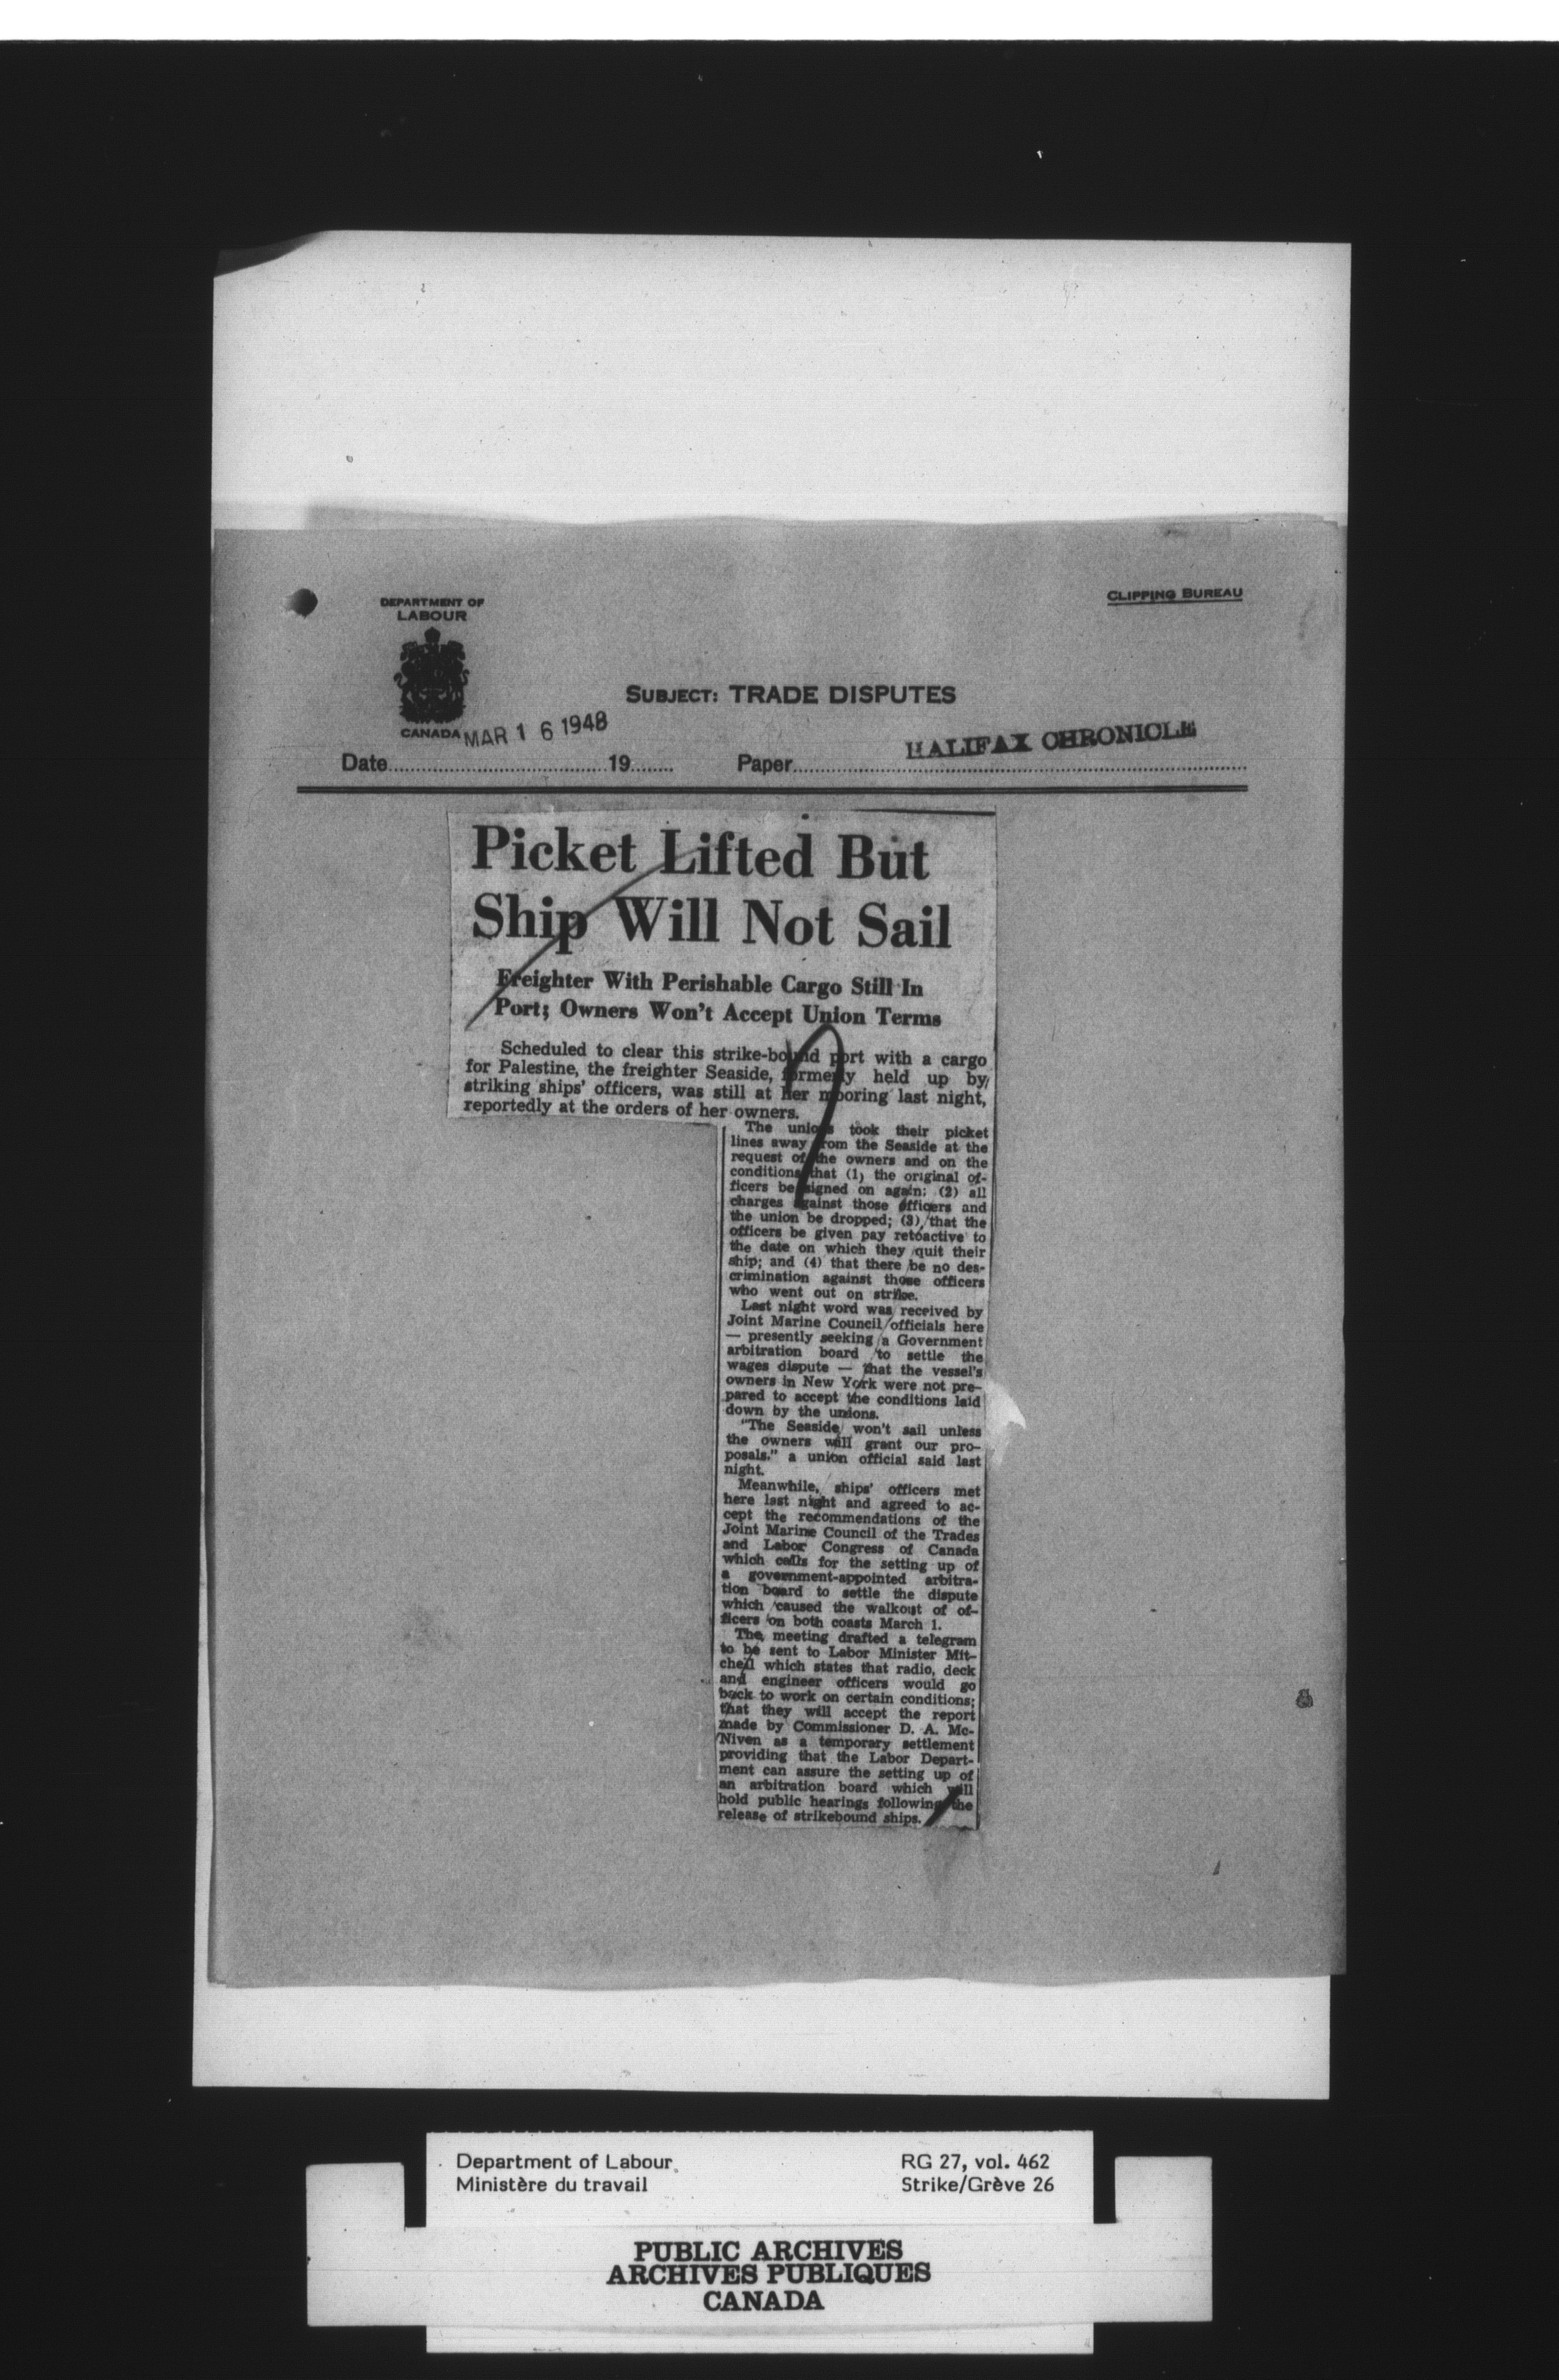 DEPARTMENT OF
LABOUR
CANADA
CLIPPING BUREAU
SUBJECT: TRADE DISPUTES
MAR 16 1948
HALIFAX CHRONICLE
Date 19 Paper
Picket Lifted But
Ship Will Not Sail
Freighter With Perishable Cargo Still In
Port; Owners Won't Accept Union Terms
Scheduled to clear this strike-bound port with a cargo
for Palestine, the freighter Seaside, formerly held up by
striking ships' officers, was still at her mooring last night,
reportedly at the orders of her owners.
The unions took their picket
lines away from the Seaside at the
request of the owners and on the
conditions that (1) the original of-
ficers be signed on again; (2) all
charges against those officers and
the union be dropped; (3) that the
officers be given pay retoactive to
the date on which they quit their
ship; and (4) that there be no des-
crimination against those officers
who went out on strike.
Last night word was received by
Joint Marine Council officials here
— presently seeking a Government
arbitration board to settle the
wages dispute — that the vessel's
owners in New York were not pre-
pared to accept the conditions laid
down by the unions.
"The Seaside won't sail unless
the owners will grant our pro-
posals." a union official said last
night.
Meanwhile, ships' officers met
here last night and agreed to ac-
cept the recommendations of the
Joint Marine Council of the Trades
and Labor Congress of Canada
which calls for the setting up of
a government-appointed arbitra-
tion board to settle the dispute
which caused the walkout of of-
ficers on both coasts March 1.
The meeting drafted a telegram
to be sent to Labor Minister Mit-
chell which states that radio, deck
and engineer officers would go
back to work on certain conditions;
that they will accept the report
made by Commissioner D. A. Mc-
Niven as a temporary settlement
providing that the Labor Depart-
ment can assure the setting up of
an arbitration board which will
hold public hearings following the
release of strikebound ships.
Department of Labour RG 27, vol. 462
Ministère du travail Strike/Grève 26
PUBLIC ARCHIVES
ARCHIVES PUBLIQUES
CANADA